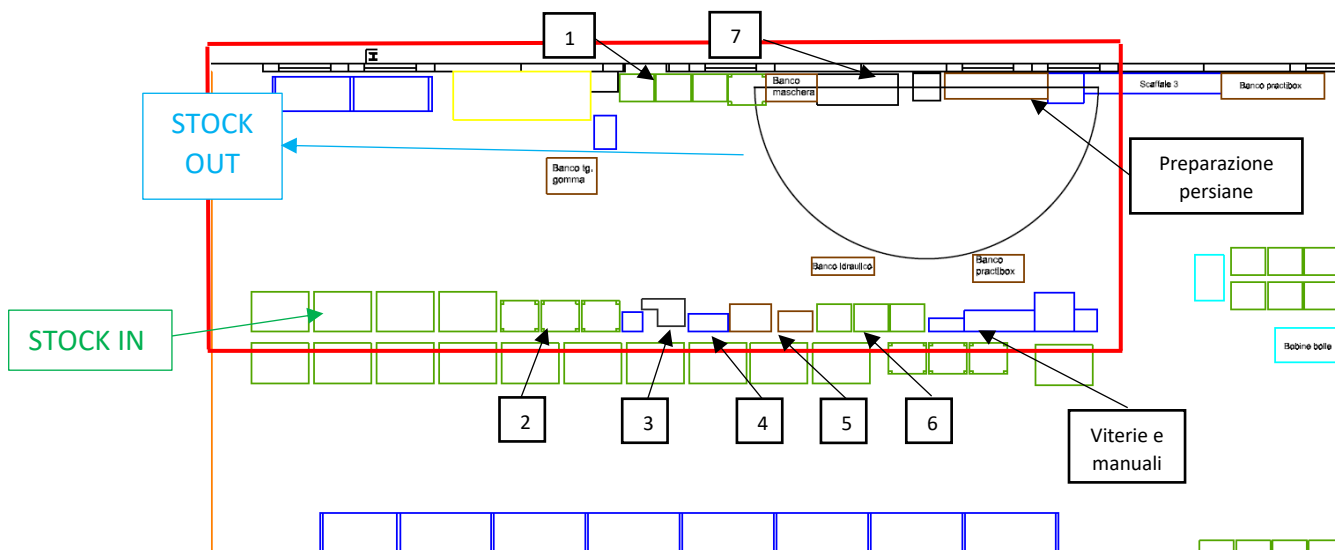 1
7
H
Banco
maschera
Scaffale 3
Banco practibox
STOCK
OUT
Banco tg.
gomma
Preparazione
persiane
Banco idraulico
Banco
practibox
STOCK IN
Bobine bolle
2
3
4
5
6
Viterie e
manuali